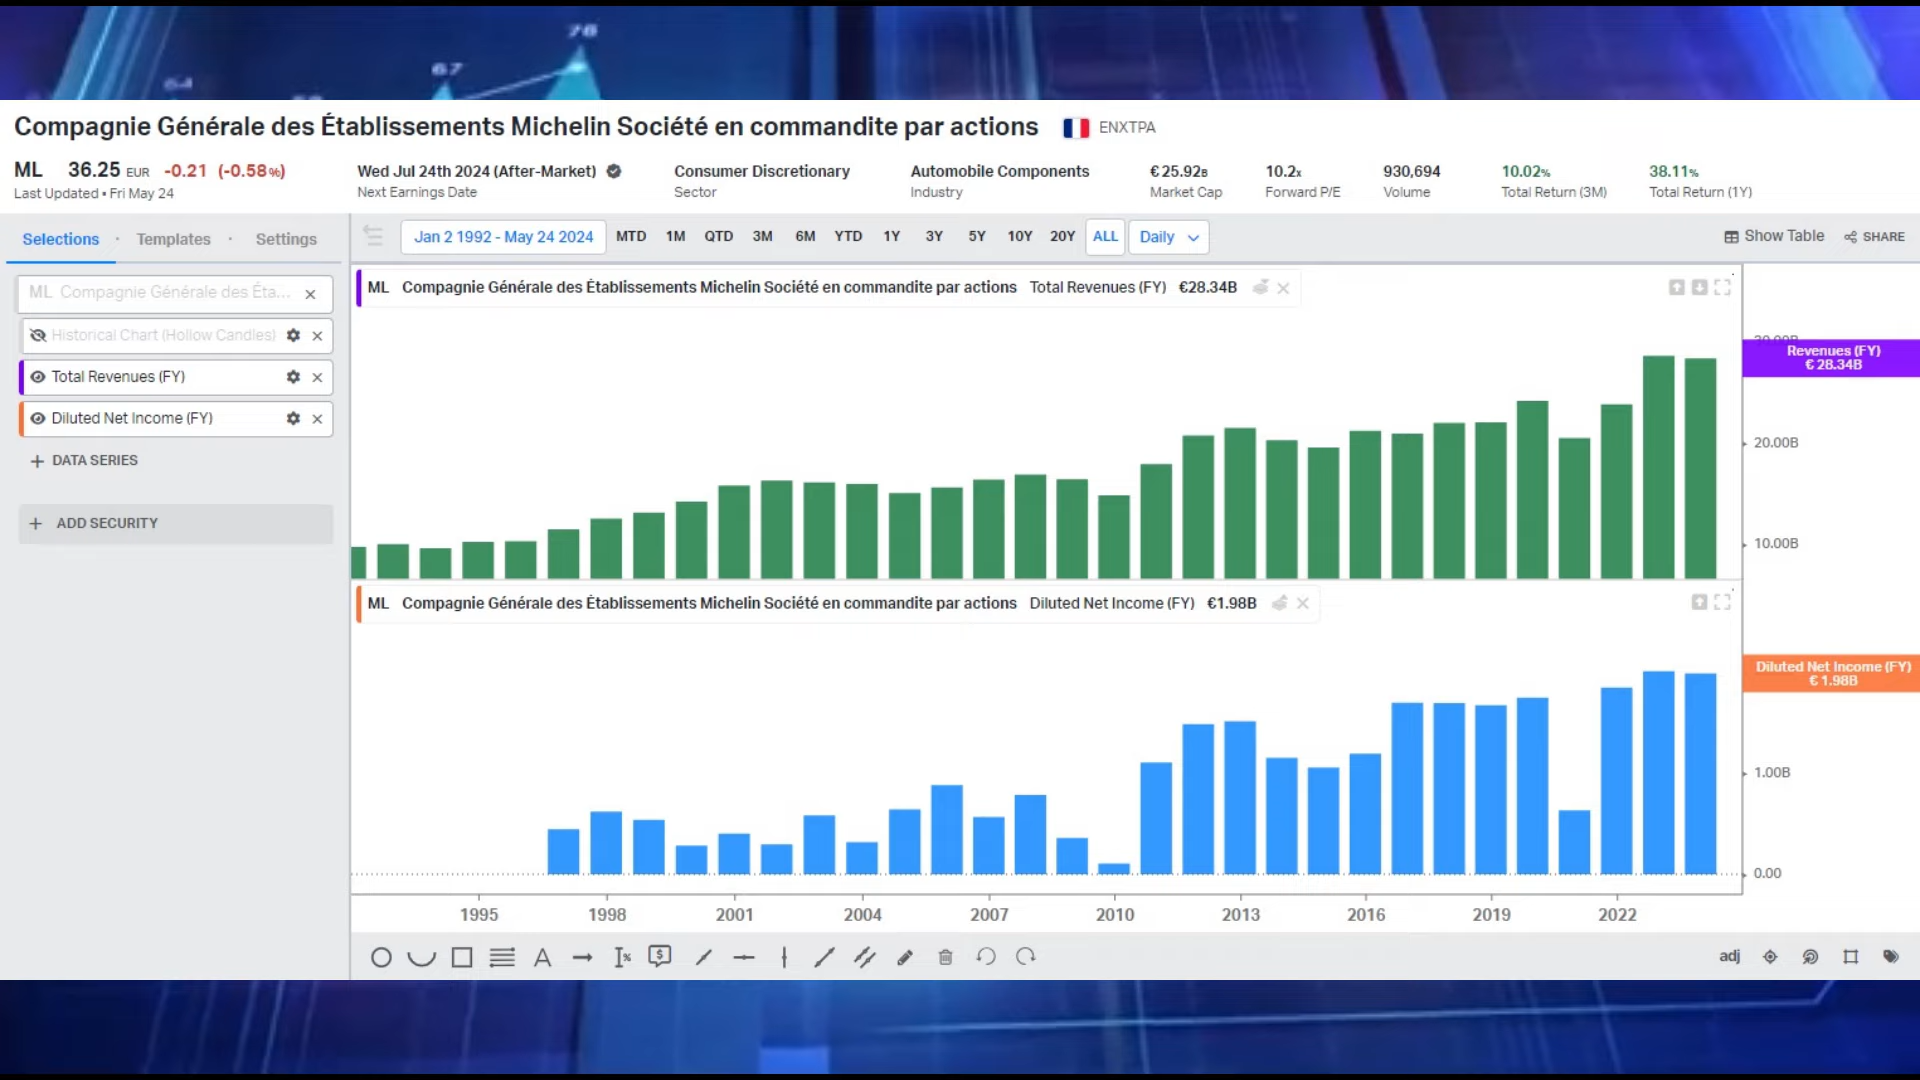 76
67
64
Compagnie Générale des Établissements Michelin Société en commandite par actions ENXTPA
ML 36.25 EUR -0.21 (-0.58%)
Last Updated • Fri May 24
Wed Jul 24th 2024 (After-Market)
Next Earnings Date
Consumer Discretionary
Sector
Automobile Components
Industry
€25.92B
Market Cap
10.2x
Forward P/E
930,694
Volume
10.02%
Total Return (3M)
38.11%
Total Return (1Y)
Selections · Templates · Settings
Jan 2 1992 - May 24 2024 MTD 1M QTD 3M 6M YTD 1Y 3Y 5Y 10Y 20Y ALL Daily
Show Table SHARE
ML Compagnie Générale des Éta...
Historical Chart (Hollow Candles)
Total Revenues (FY)
Diluted Net Income (FY)
+ DATA SERIES
+ ADD SECURITY
ML Compagnie Générale des Établissements Michelin Société en commandite par actions Total Revenues (FY) €28.34B
30.00B
Revenues (FY)
€ 28.34B
20.00B
10.00B
ML Compagnie Générale des Établissements Michelin Société en commandite par actions Diluted Net Income (FY) €1.98B
Diluted Net Income (FY)
€ 1.98B
1.00B
0.00
1995 1998 2001 2004 2007 2010 2013 2016 2019 2022
adj